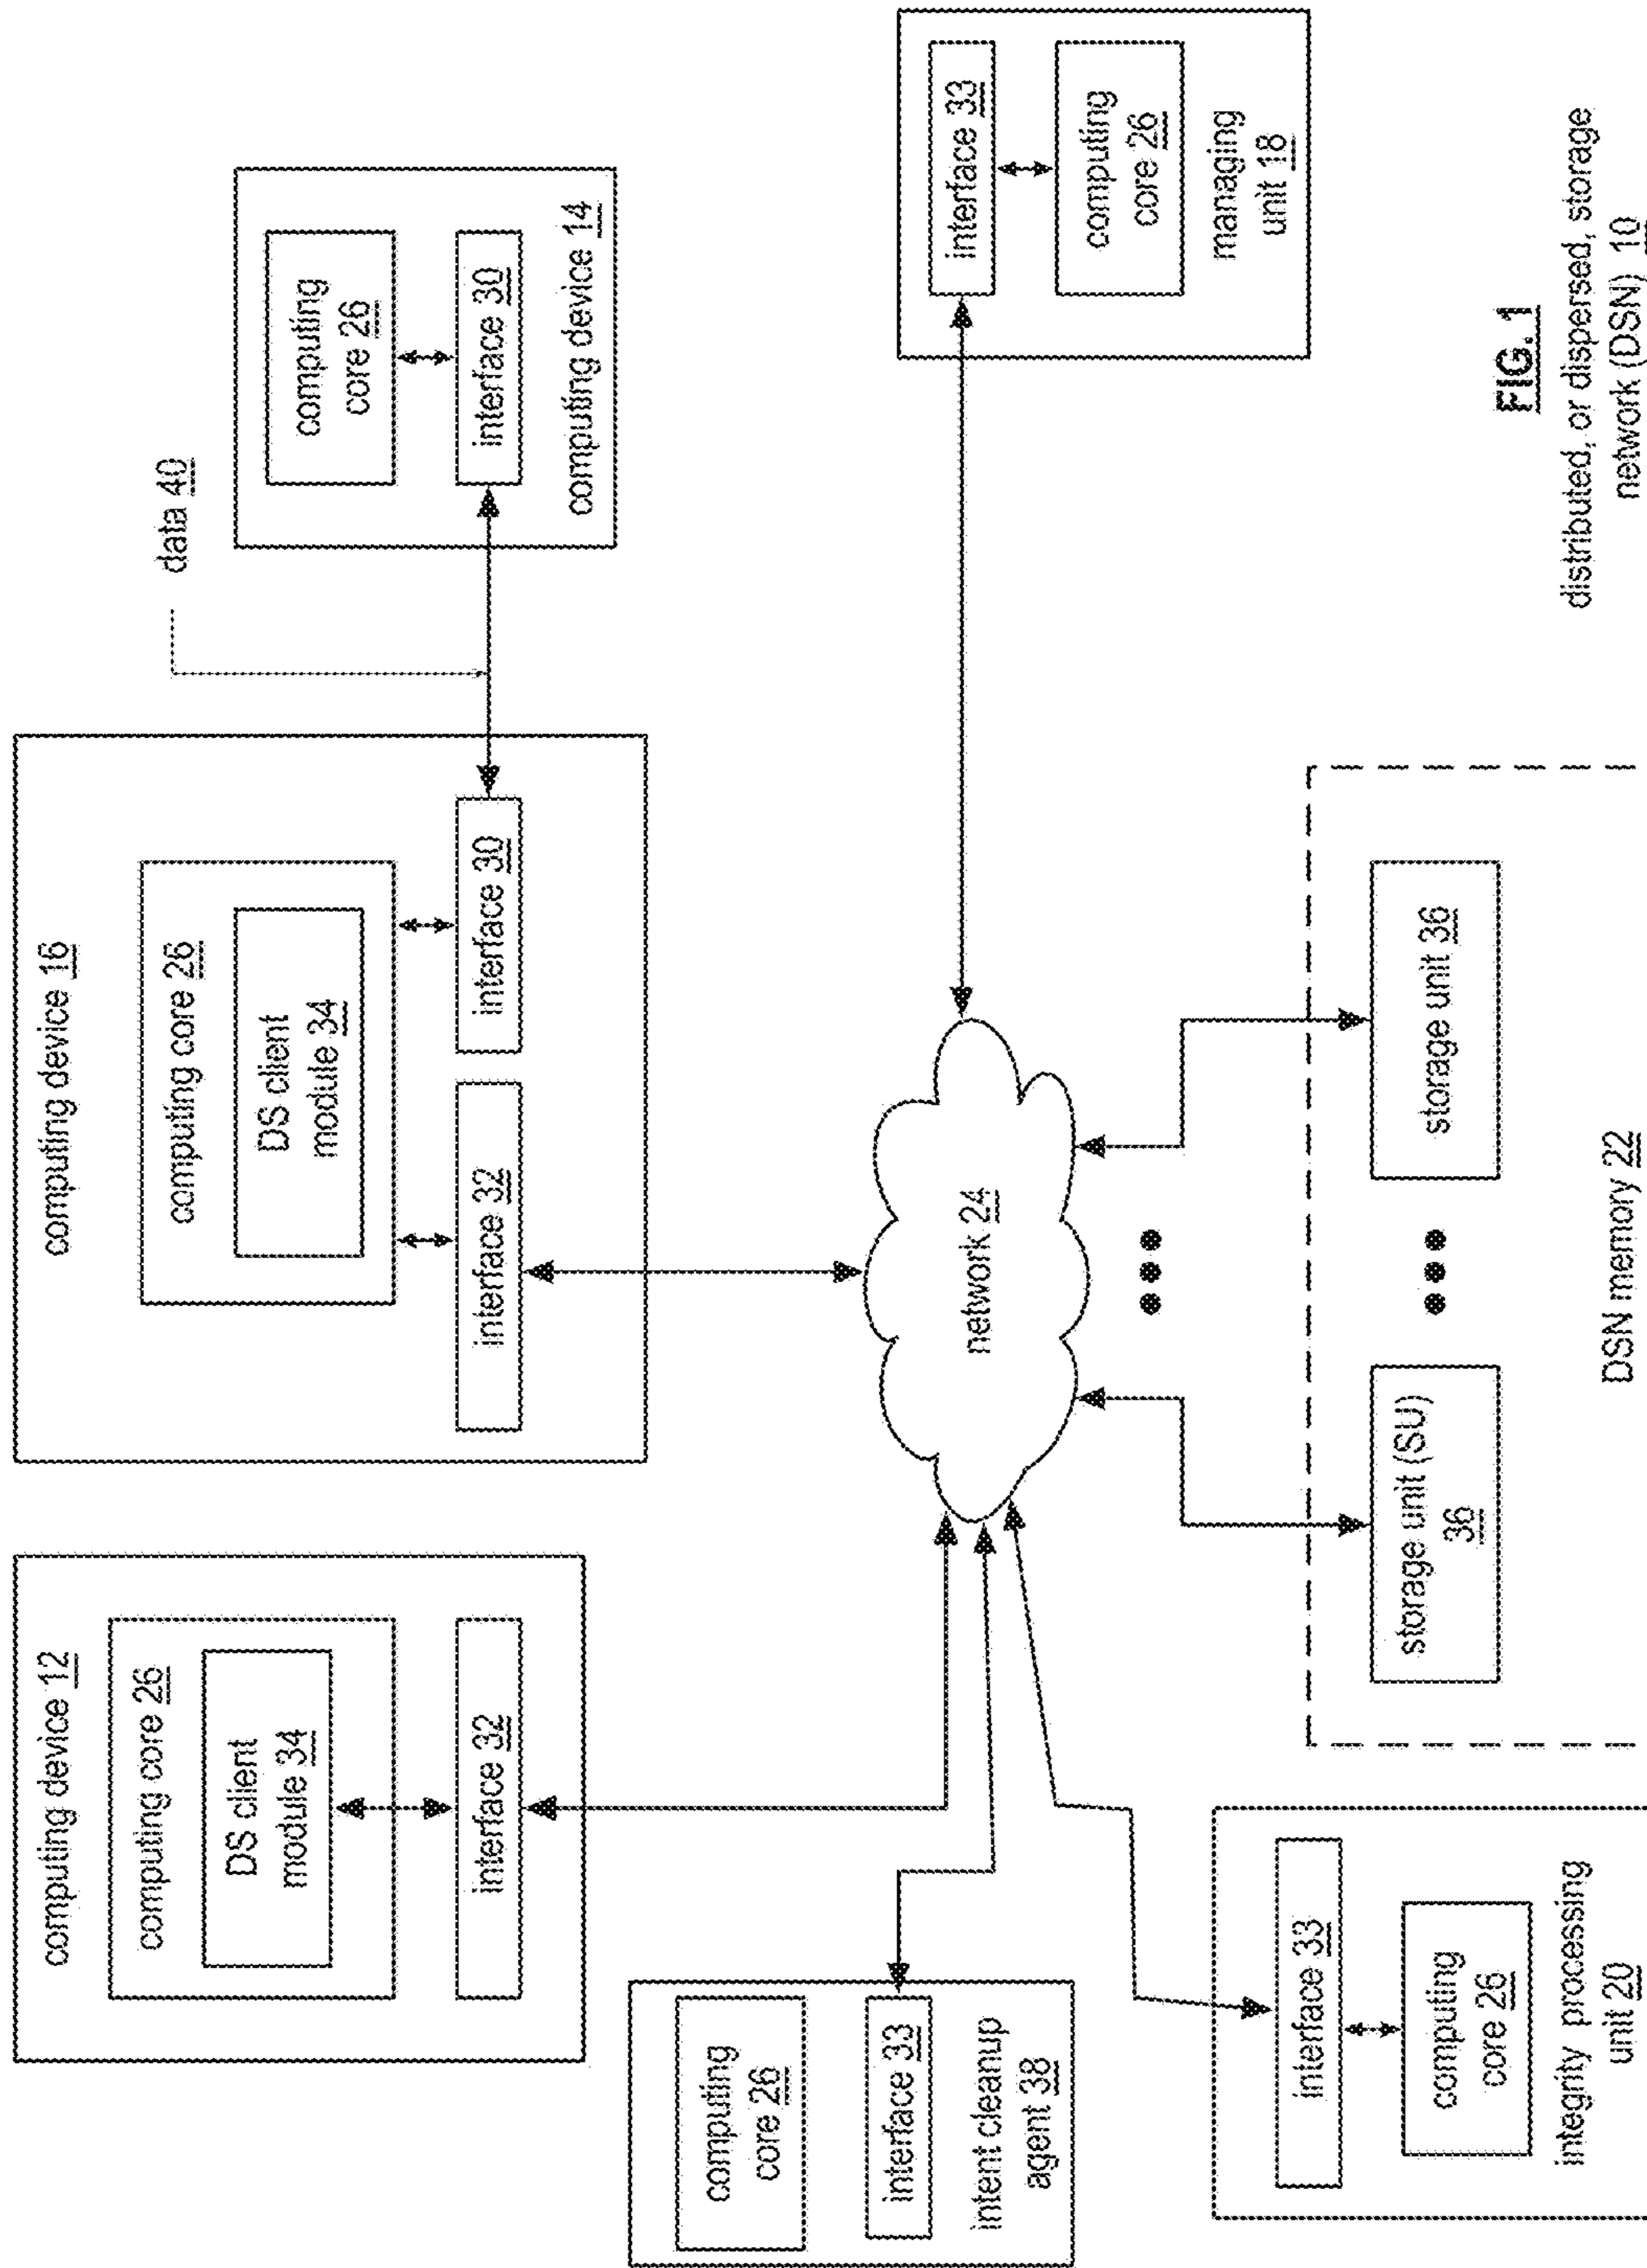 computing device 12
computing core 26
DS client
module 34
interface 32
computing device 16
computing core 26
DS client
module 34
interface 32
interface 30
data 40
computing
core 26
interface 30
computing device 14
computing
core 26
interface 33
intent cleanup
agent 38
network 24
interface 33
computing
core 26
managing
unit 18
interface 33
computing
core 26
integrity processing
unit 20
storage unit (SU)
36
storage unit 36
DSN memory 22
FIG. 1
distributed, or dispersed, storage
network (DSN) 10